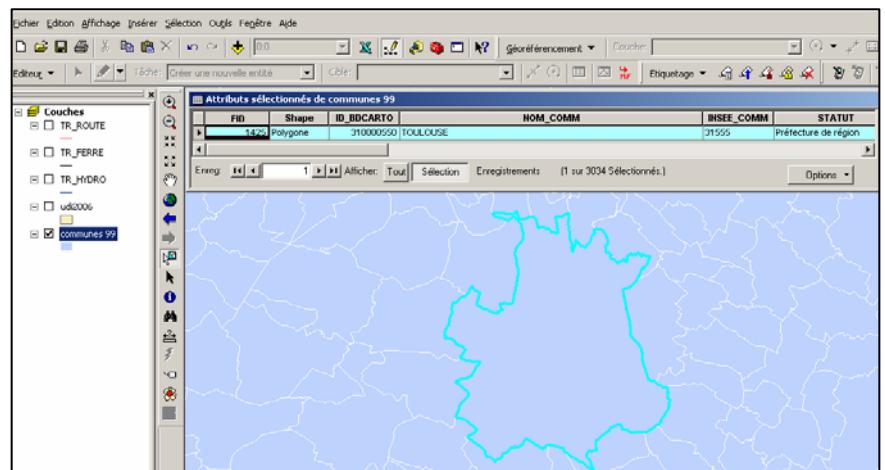 Fichier Edition Affichage Insérer Sélection Outils Fenêtre Aide
0:0 Géoréférencement Couche:
Editeur Tâche: Créer une nouvelle entité Cible: Etiquetage
Attributs sélectionnés de communes 99
Couches
TR_ROUTE
TR_FERRE
TR_HYDRO
udi2006
communes 99
FID Shape ID_BDCARTO NOM_COMM INSEE_COMM STATUT
1425 Polygone 310000550 TOULOUSE 31555 Préfecture de région
Enreg: 1 Afficher: Tout Sélection Enregistrements (1 sur 3034 Sélectionnés.) Options